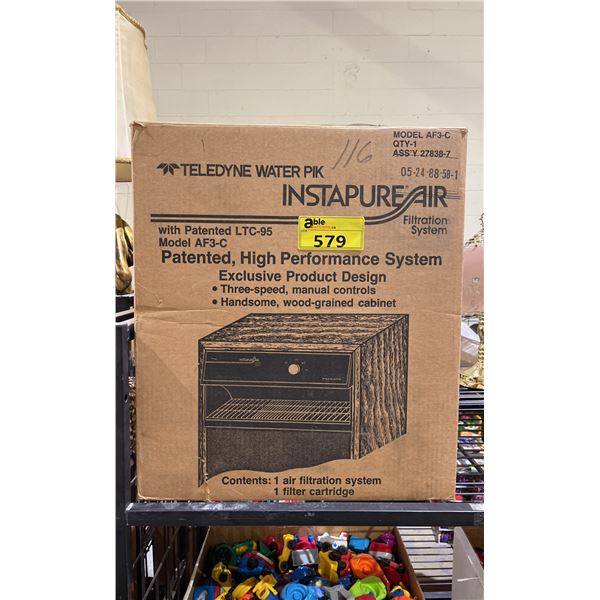 MODEL AF3-C
QTY-1
ASS'Y 27838-7
116
05-24-88-58-1
TELEDYNE WATER PIK
INSTAPURE/AIR
Filtration
System
with Patented LTC-95
Model AF3-C
able
579
Patented, High Performance System
Exclusive Product Design
• Three-speed, manual controls
• Handsome, wood-grained cabinet
Contents: 1 air filtration system
1 filter cartridge